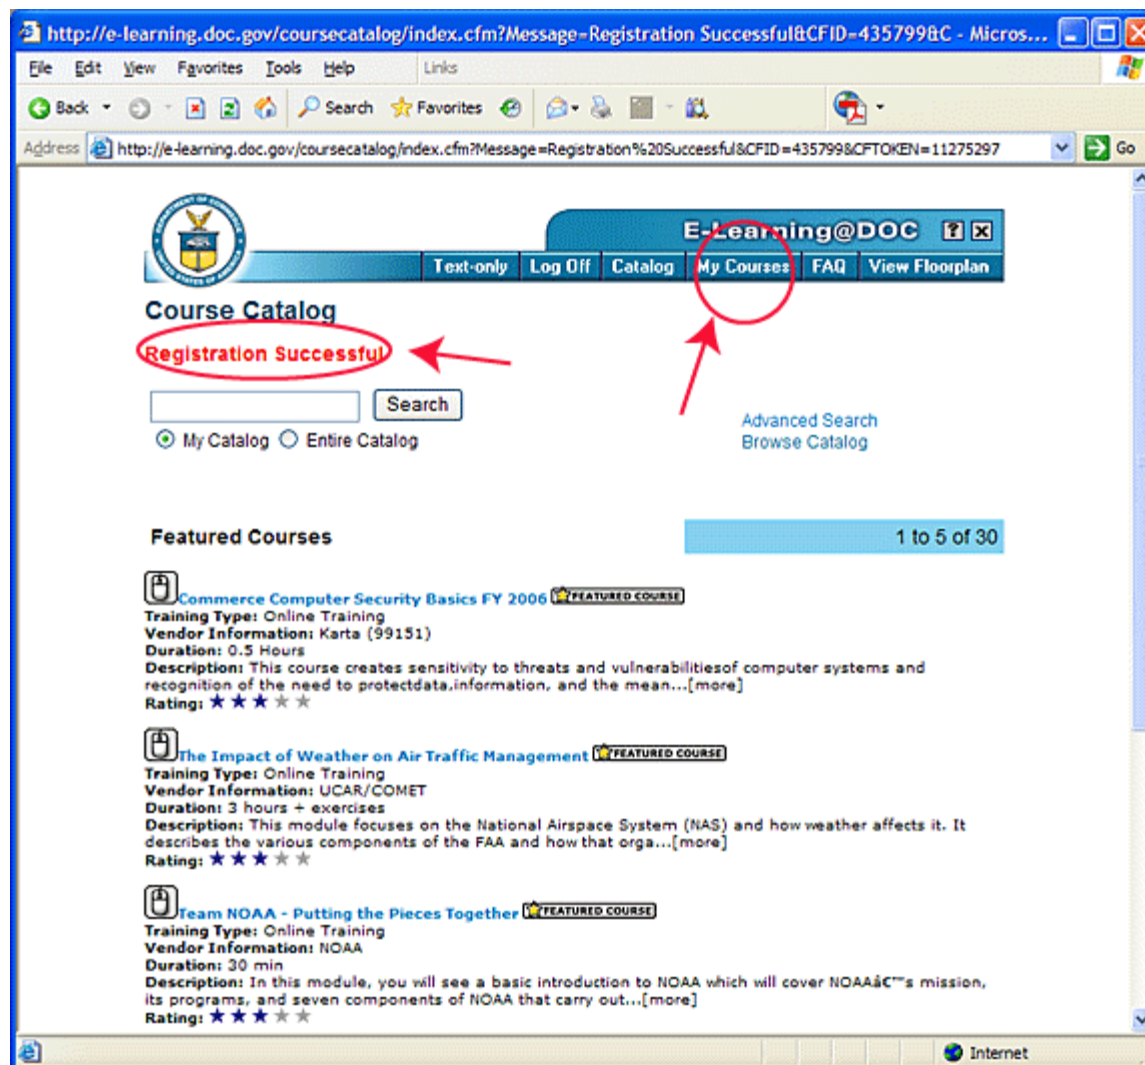 http://e-learning.doc.gov/coursecatalog/index.cfm?Message=Registration Successful&CFID=435799&C - Micros...
File Edit View Favorites Tools Help Links
Back Search Favorites
Address http://e-learning.doc.gov/coursecatalog/index.cfm?Message=Registration%20Successful&CFID=435799&CFTOKEN=11275297 Go
DEPARTMENT OF COMMERCE
UNITED STATES OF AMERICA
E-Learning@DOC ? X
Text-only Log Off Catalog My Courses FAQ View Floorplan
Course Catalog
Registration Successful
Search
My Catalog Entire Catalog
Advanced Search
Browse Catalog
Featured Courses 1 to 5 of 30
Commerce Computer Security Basics FY 2006 FEATURED COURSE
Training Type: Online Training
Vendor Information: Karta (99151)
Duration: 0.5 Hours
Description: This course creates sensitivity to threats and vulnerabilitiesof computer systems and
recognition of the need to protectdata,information, and the mean...[more]
Rating:
The Impact of Weather on Air Traffic Management FEATURED COURSE
Training Type: Online Training
Vendor Information: UCAR/COMET
Duration: 3 hours + exercises
Description: This module focuses on the National Airspace System (NAS) and how weather affects it. It
describes the various components of the FAA and how that orga...[more]
Rating:
Team NOAA - Putting the Pieces Together FEATURED COURSE
Training Type: Online Training
Vendor Information: NOAA
Duration: 30 min
Description: In this module, you will see a basic introduction to NOAA which will cover NOAAâ€™s mission,
its programs, and seven components of NOAA that carry out...[more]
Rating:
Internet